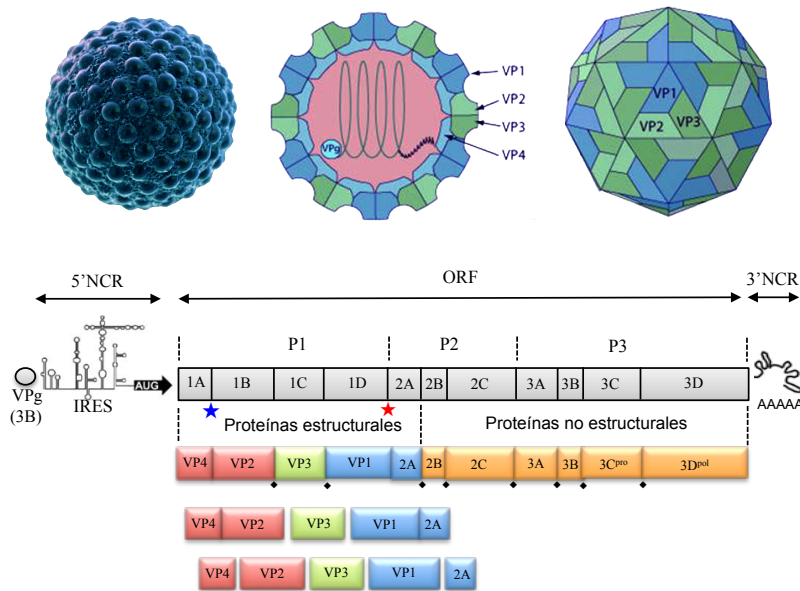 VP1
VP2
VP3
VP4
VPg
VP1
VP2
VP3
5'NCR
ORF
3'NCR
P1
P2
P3
AUG
1A 1B 1C 1D 2A 2B 2C 3A 3B 3C 3D
VPg
(3B)
IRES
AAAAA
Proteínas estructurales
Proteínas no estructurales
VP4 VP2 VP3 VP1 2A 2B 2C 3A 3B 3Cpro 3Dpol
VP4 VP2 VP3 VP1 2A
VP4 VP2 VP3 VP1 2A